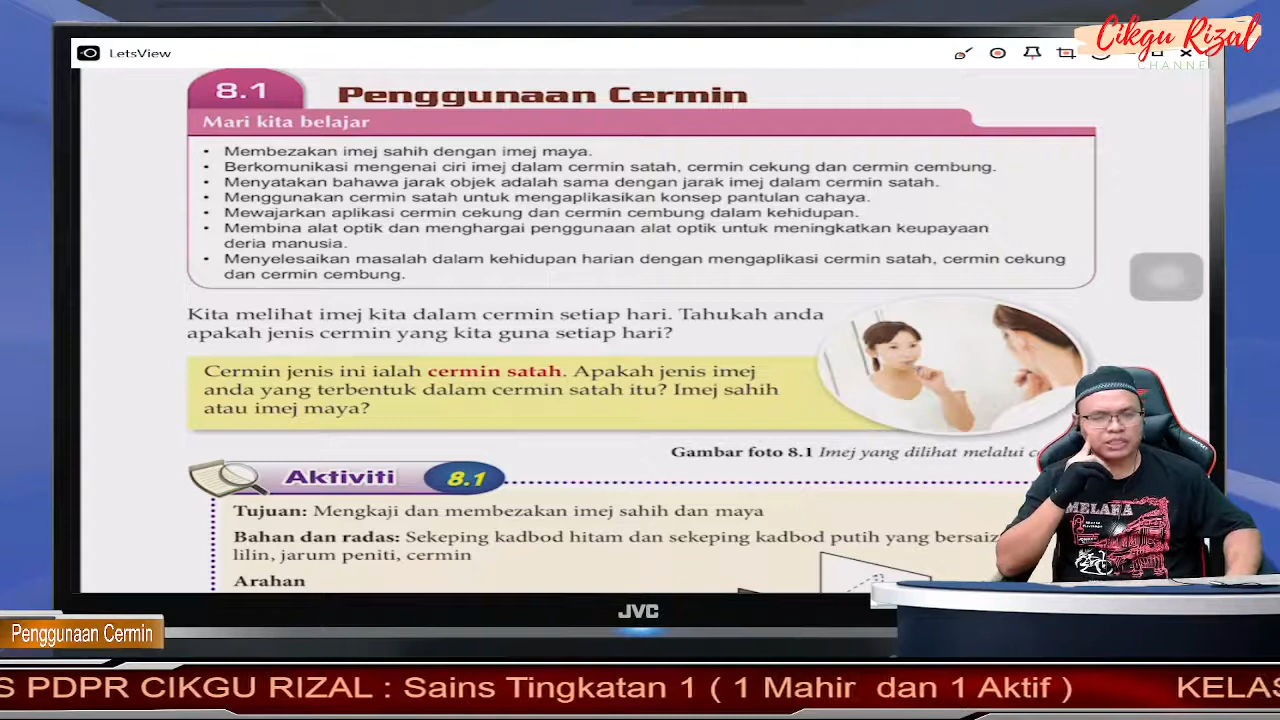 Cikgu Rizal
CHANNEL
LetsView
8.1
Penggunaan Cermin
Mari kita belajar
• Membezakan imej sahih dengan imej maya.
• Berkomunikasi mengenai ciri imej dalam cermin satah, cermin cekung dan cermin cembung.
• Menyatakan bahawa jarak objek adalah sama dengan jarak imej dalam cermin satah.
• Menggunakan cermin satah untuk mengaplikasikan konsep pantulan cahaya.
• Mewajarkan aplikasi cermin cekung dan cermin cembung dalam kehidupan.
• Membina alat optik dan menghargai penggunaan alat optik untuk meningkatkan keupayaan
deria manusia.
• Menyelesaikan masalah dalam kehidupan harian dengan mengaplikasi cermin satah, cermin cekung
dan cermin cembung.
Kita melihat imej kita dalam cermin setiap hari. Tahukah anda
apakah jenis cermin yang kita guna setiap hari?
Cermin jenis ini ialah cermin satah. Apakah jenis imej
anda yang terbentuk dalam cermin satah itu? Imej sahih
atau imej maya?
Gambar foto 8.1 Imej yang dilihat melalui
Aktiviti 8.1
Tujuan: Mengkaji dan membezakan imej sahih dan maya
Bahan dan radas: Sekeping kadbod hitam dan sekeping kadbod putih yang bersaiz
lilin, jarum peniti, cermin
Arahan
MELAKA
JVC
Penggunaan Cermin
S PDPR CIKGU RIZAL : Sains Tingkatan 1 ( 1 Mahir dan 1 Aktif ) KELAS